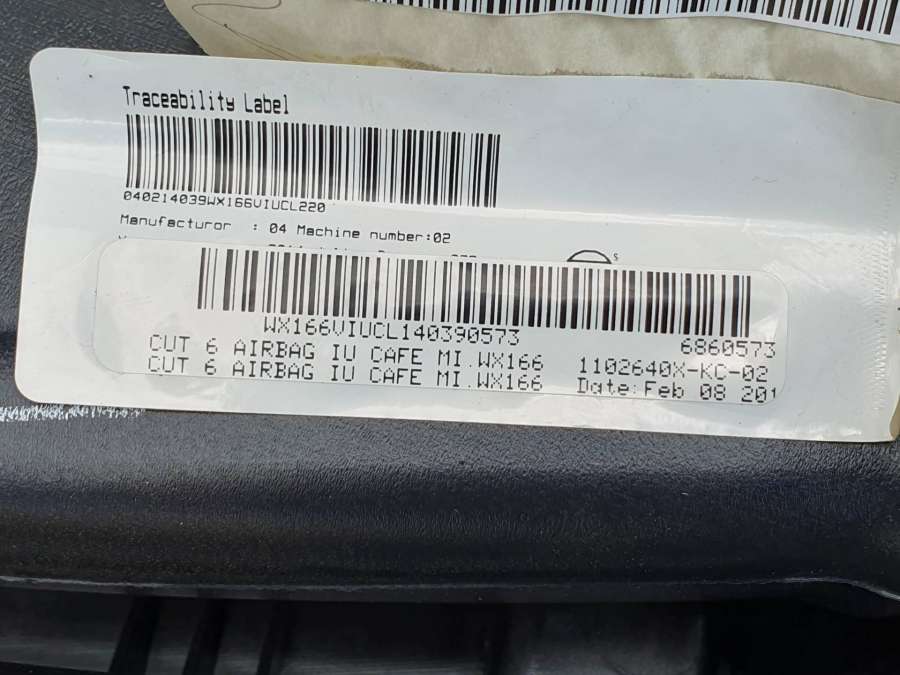 Traceability Label
040214039WX166VIUCL220
Manufacturor : 04 Machine number:02
S
WX166VIUCL140390573 6860573
CUT 6 AIRBAG IU CAFE MI.WX166 1102640X-KC-02
CUT 6 AIRBAG IU CAFE MI.WX166 Date:Feb 08 201